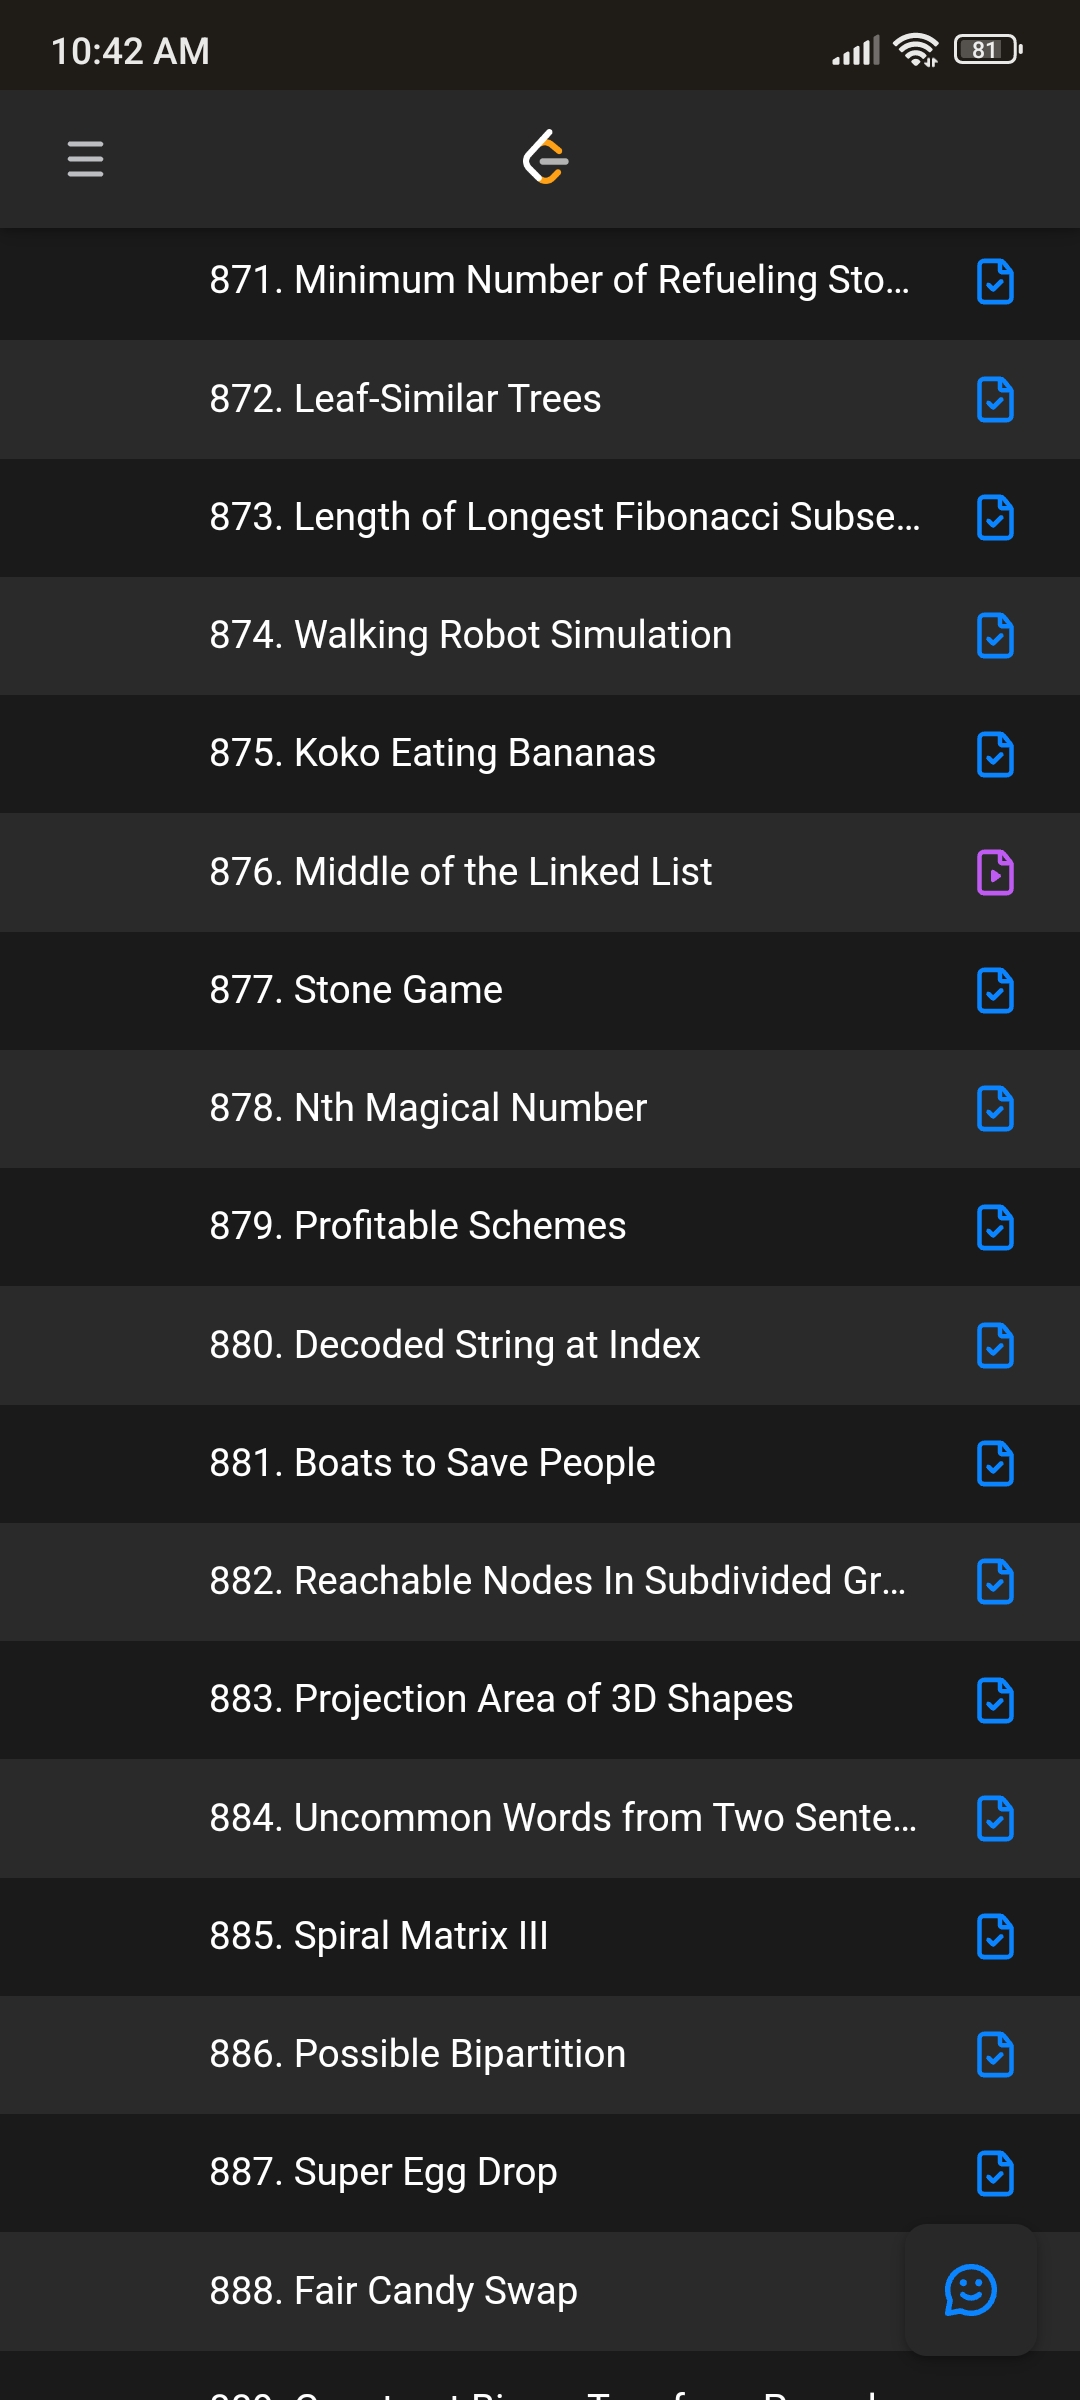 10:42 AM
81
871. Minimum Number of Refueling Sto...
872. Leaf-Similar Trees
873. Length of Longest Fibonacci Subse...
874. Walking Robot Simulation
875. Koko Eating Bananas
876. Middle of the Linked List
877. Stone Game
878. Nth Magical Number
879. Profitable Schemes
880. Decoded String at Index
881. Boats to Save People
882. Reachable Nodes In Subdivided Gr...
883. Projection Area of 3D Shapes
884. Uncommon Words from Two Sente...
885. Spiral Matrix III
886. Possible Bipartition
887. Super Egg Drop
888. Fair Candy Swap